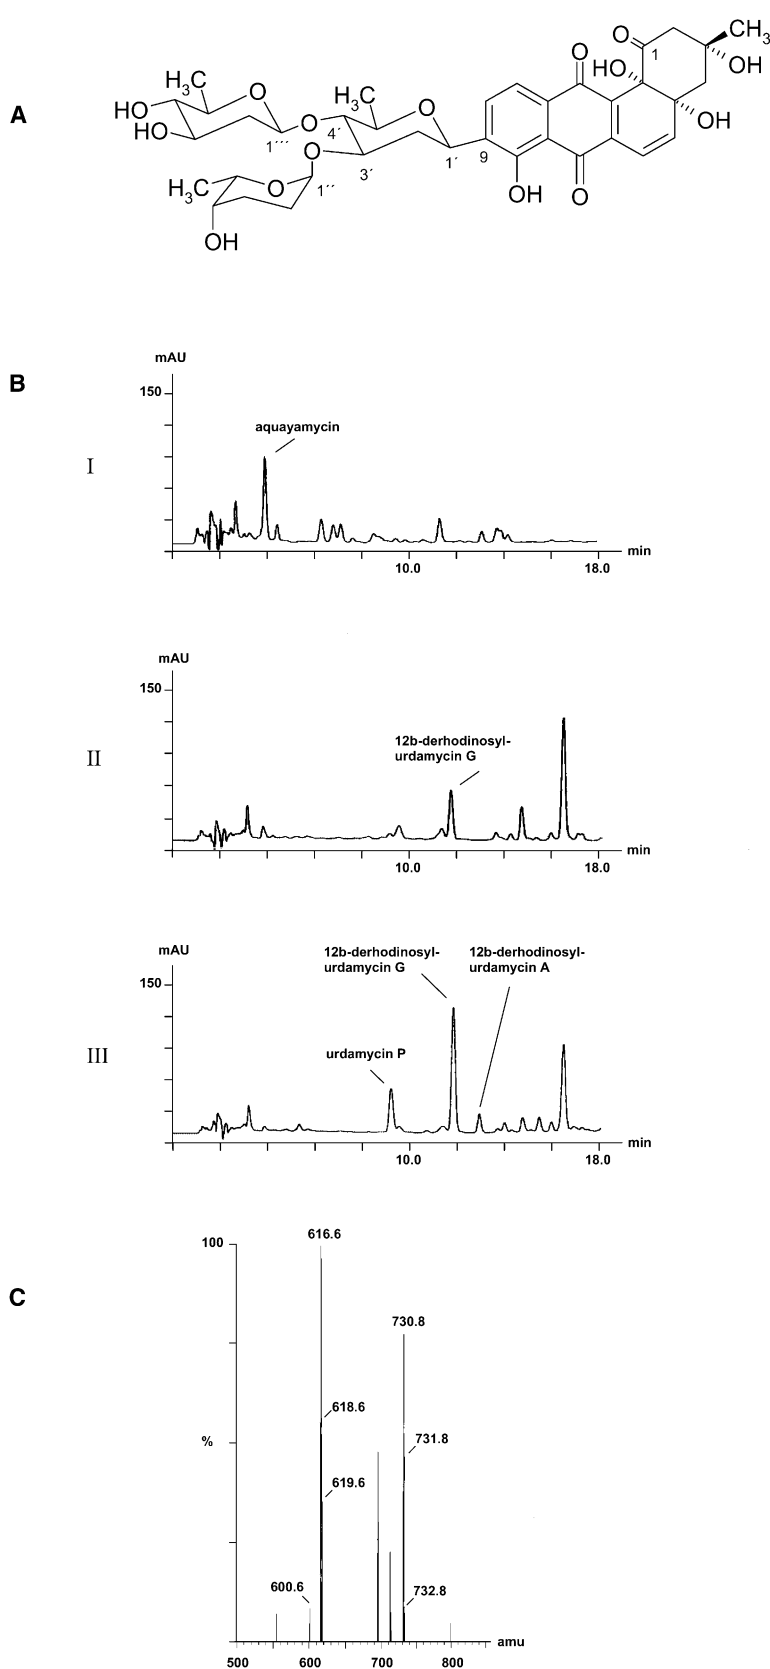 A
O
1
CH3
OH
HO
O
OH
H3C
O
HO
HO
1´´´
O
4´
H3C
O
O
3´
1´
9
OH
O
H3C
O
1´´
OH
B
mAU
150
aquayamycin
I
min
10.0
18.0
mAU
150
12b-derhodinosyl-
urdamycin G
II
min
10.0
18.0
mAU
150
12b-derhodinosyl-
urdamycin G
12b-derhodinosyl-
urdamycin A
urdamycin P
III
min
10.0
18.0
C
100
616.6
730.8
618.6
%
731.8
619.6
600.6
732.8
amu
500
600
700
800